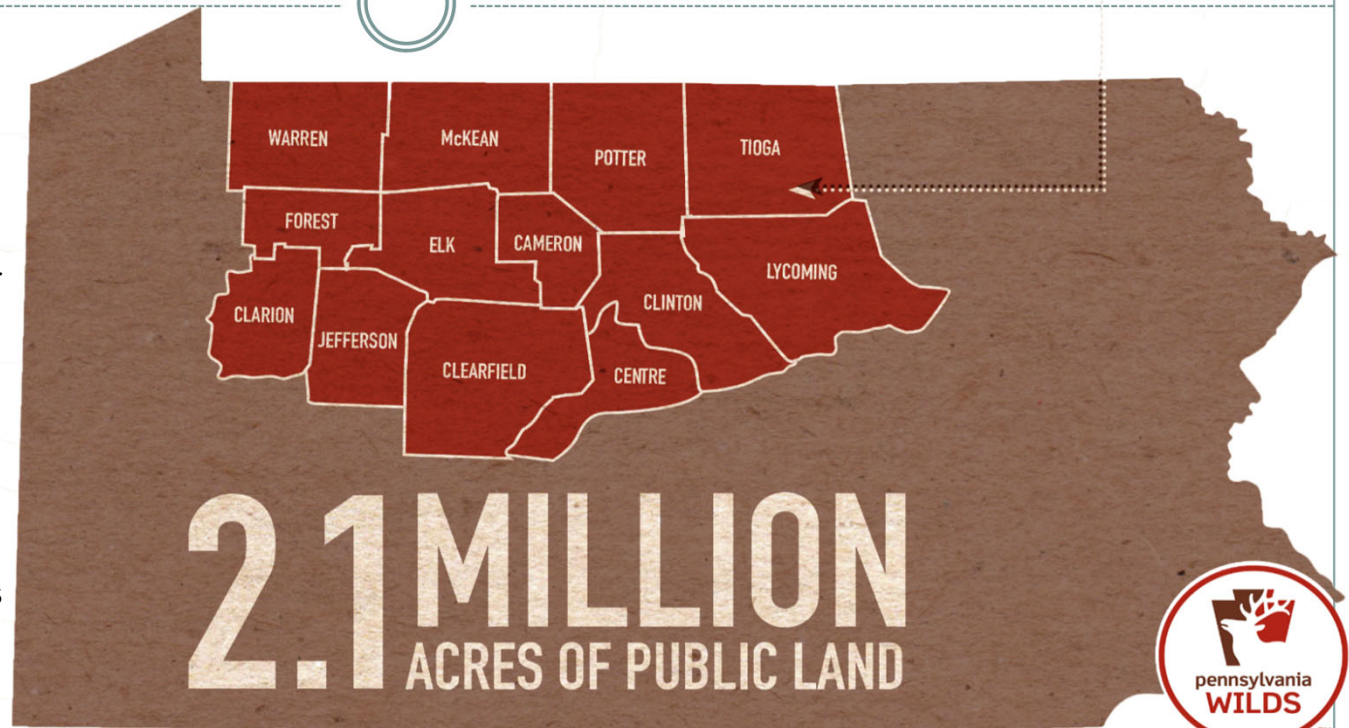 WARREN
McKEAN
POTTER
TIOGA
FOREST
ELK
CAMERON
LYCOMING
CLARION
JEFFERSON
CLINTON
CLEARFIELD
CENTRE
2.1 MILLION
ACRES OF PUBLIC LAND
pennsylvania
WILDS